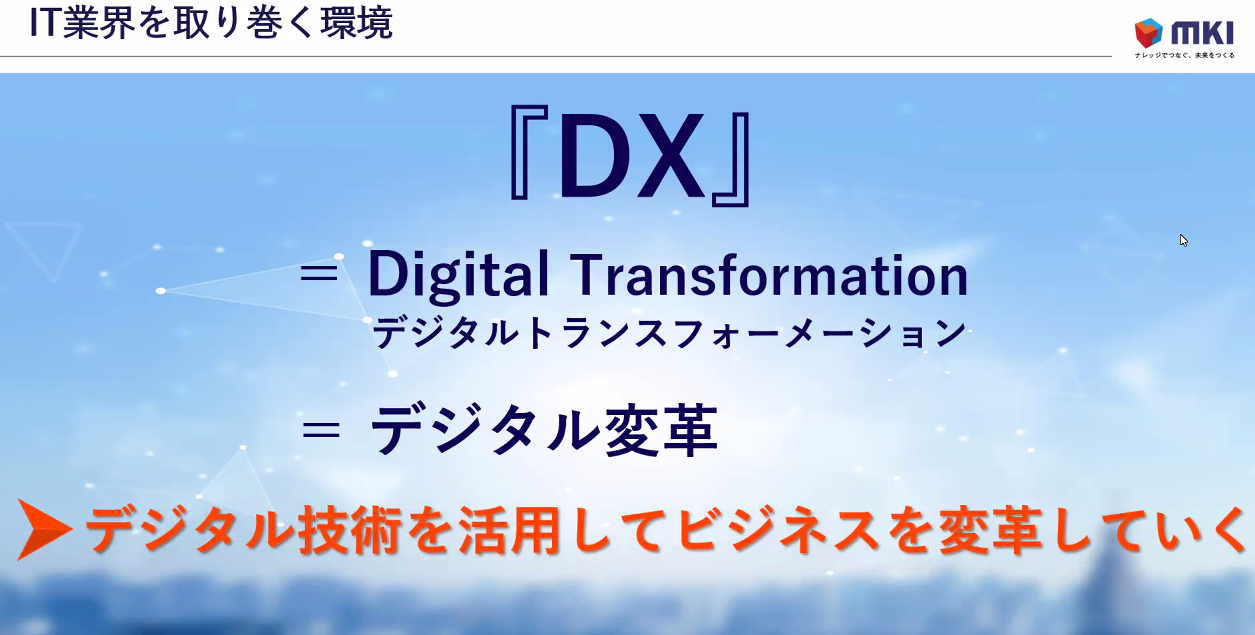 IT業界を取り巻く環境
MKI
ナレッジでつなぐ、未来をつくる
『DX』
＝ Digital Transformation
デジタルトランスフォーメーション
＝ デジタル変革
デジタル技術を活用してビジネスを変革していく